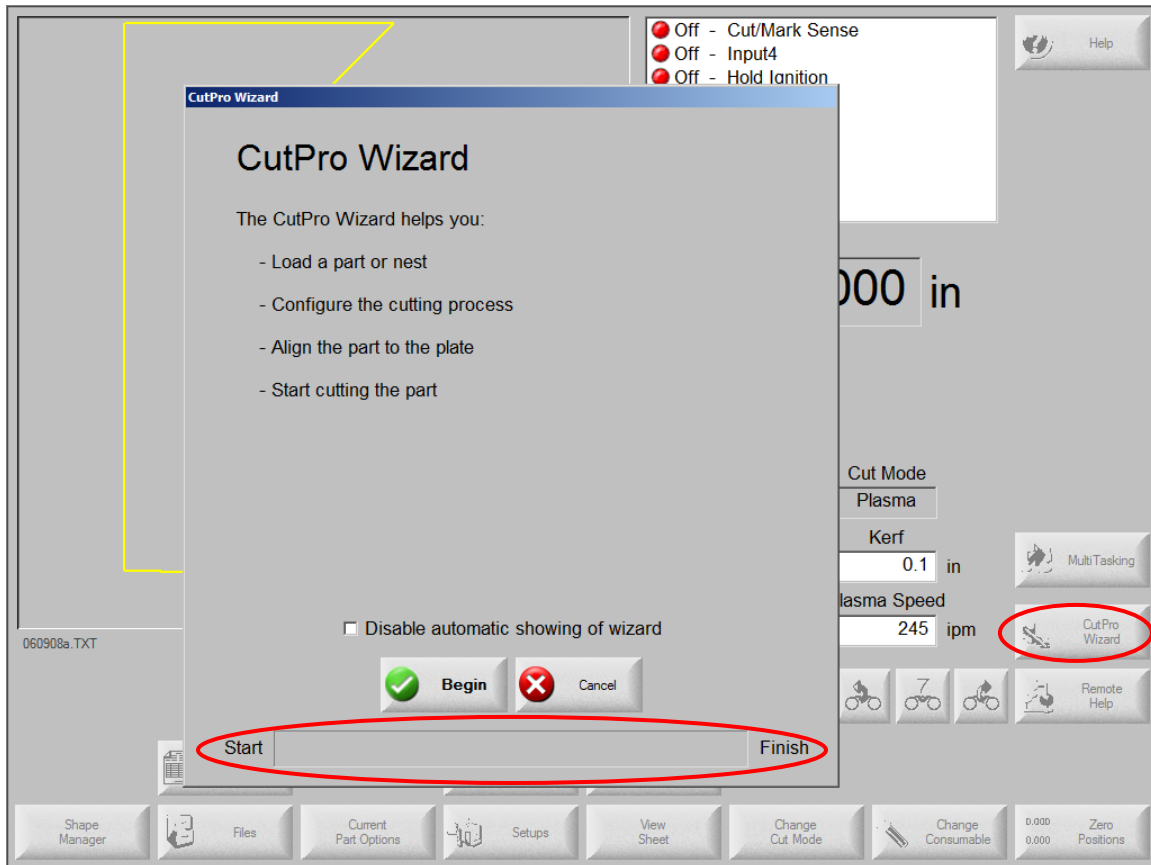 Off - Cut/Mark Sense
Off - Input4
Off - Hold Ignition
Help
CutPro Wizard
CutPro Wizard
The CutPro Wizard helps you:
- Load a part or nest
- Configure the cutting process
- Align the part to the plate
- Start cutting the part
000 in
Cut Mode
Plasma
Kerf
0.1 in
MultiTasking
lasma Speed
245 ipm
CutPro
Wizard
060908a.TXT
Disable automatic showing of wizard
Begin
Cancel
7
Remote
Help
Start
Finish
Shape
Manager
Files
Current
Part Options
Setups
View
Sheet
Change
Cut Mode
Change
Consumable
0.000
0.000
Zero
Positions